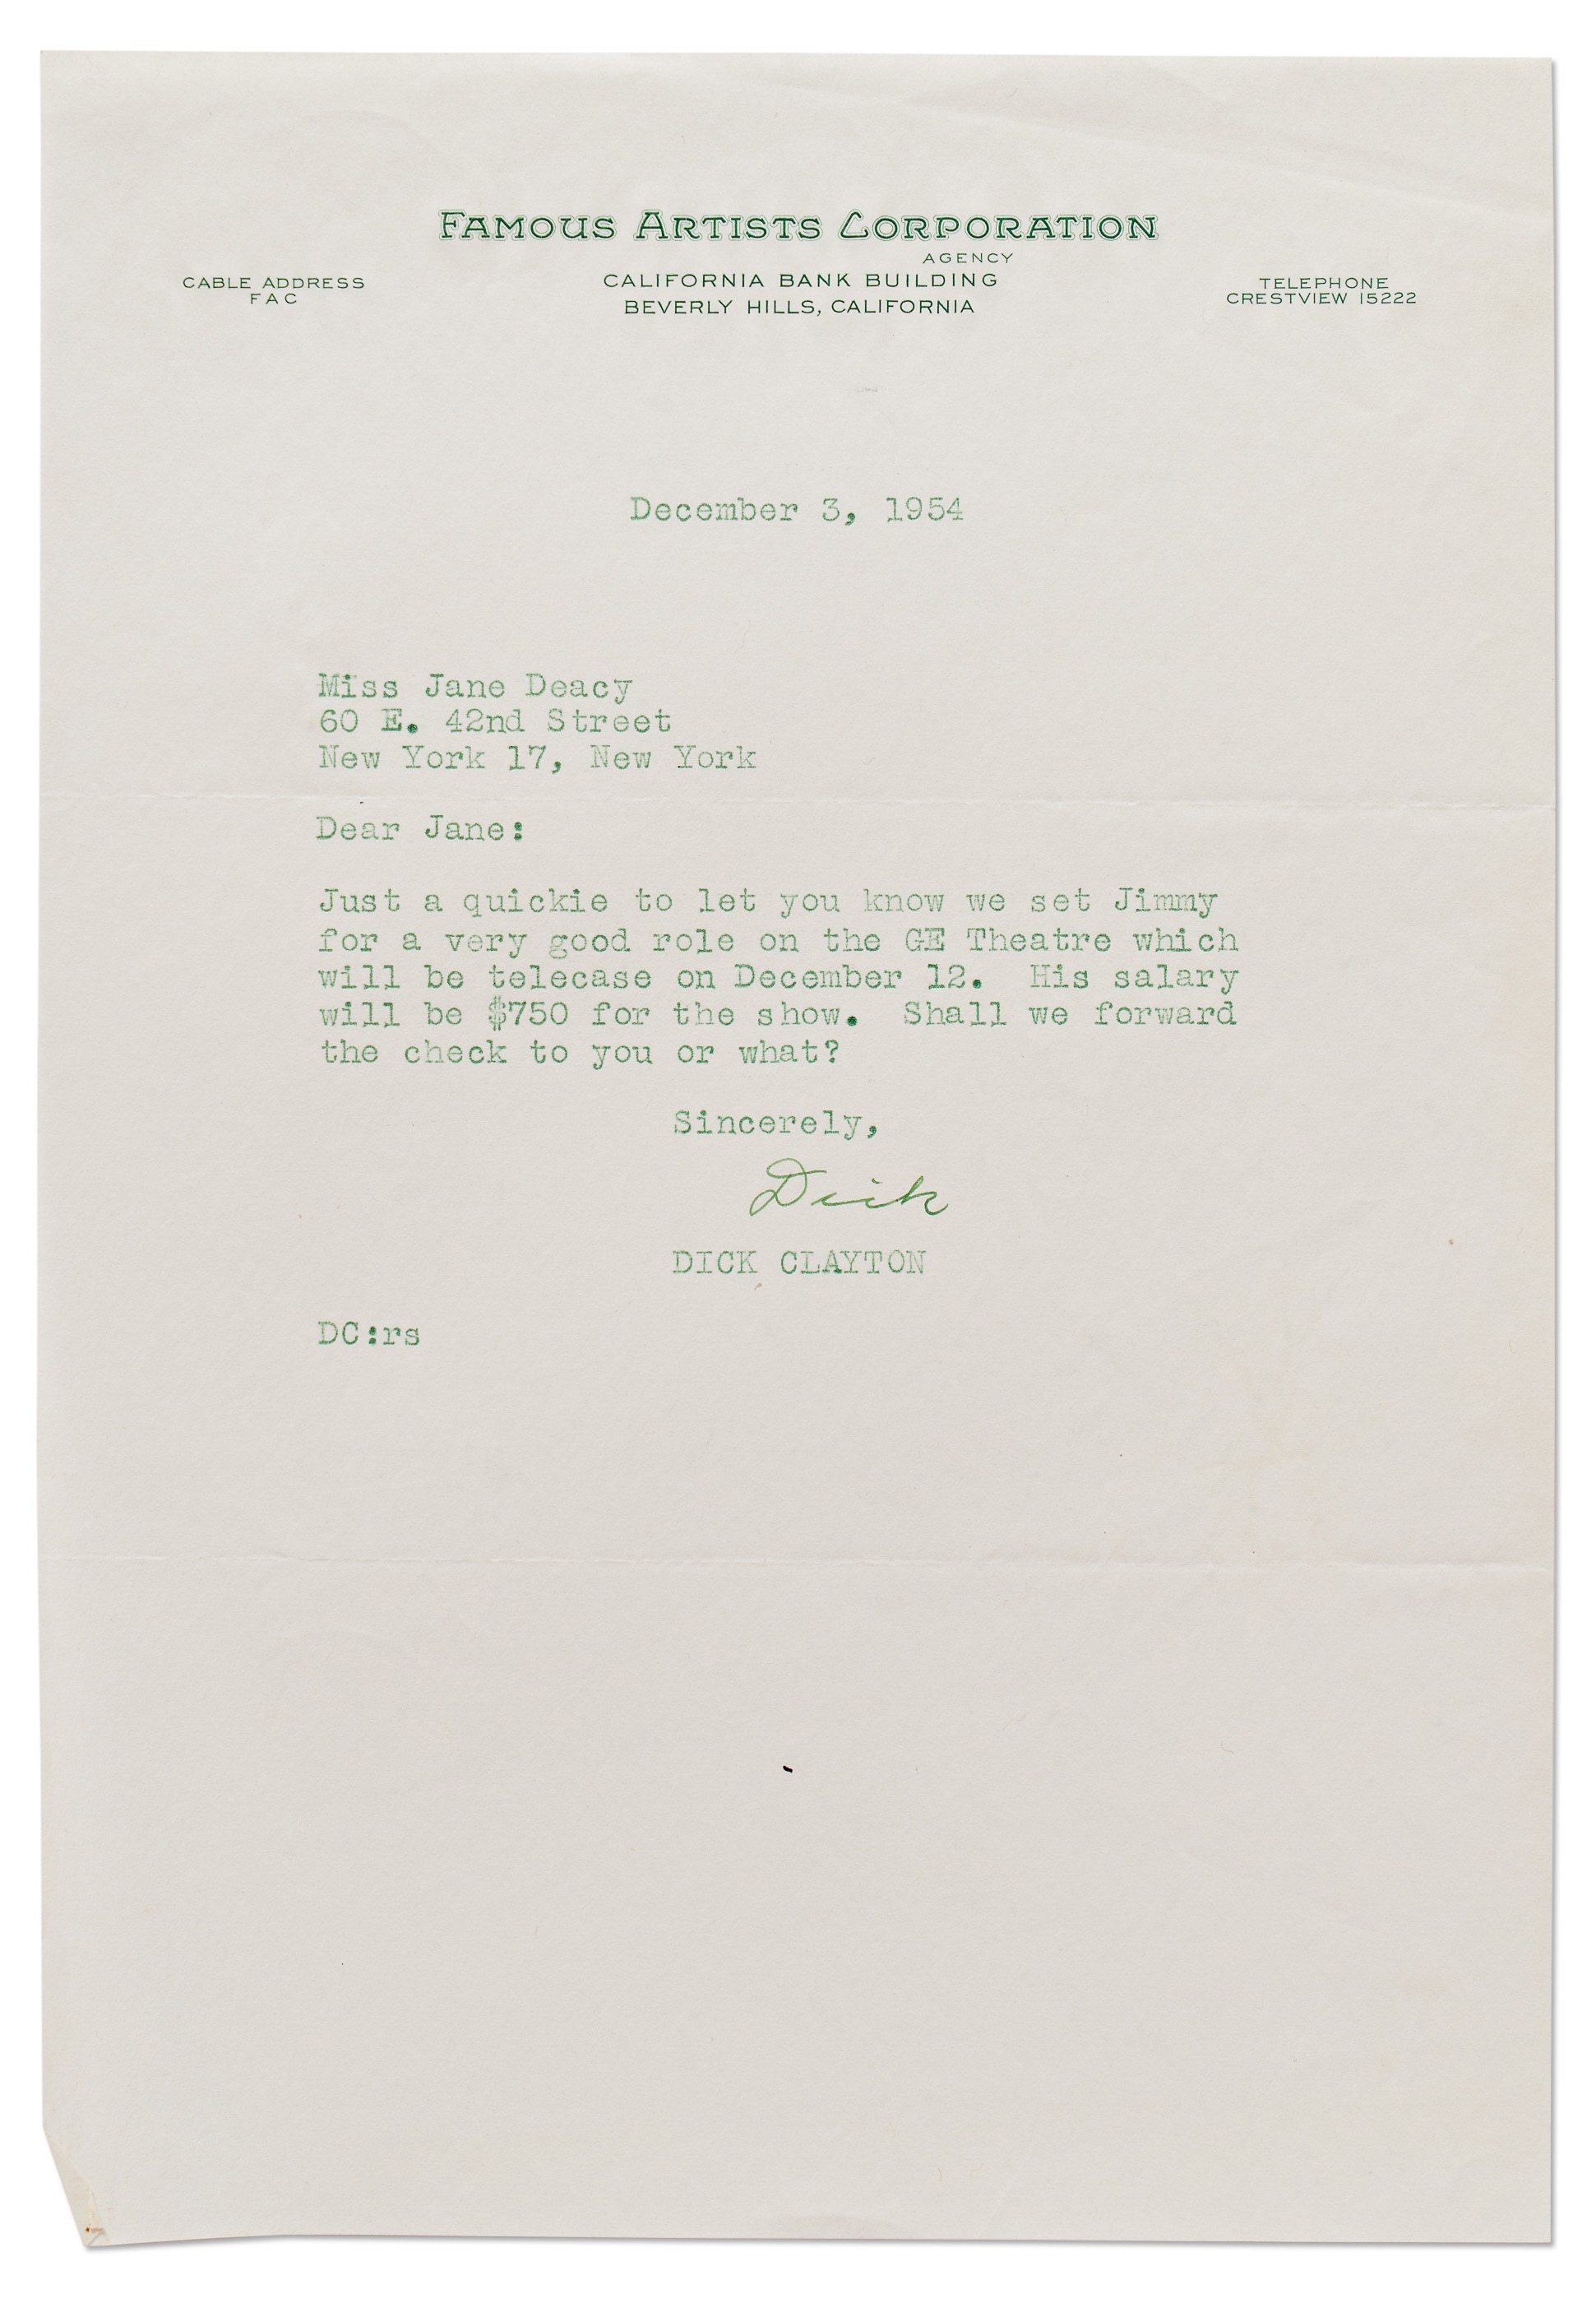 FAMOUS ARTISTS CORPORATION
AGENCY
CABLE ADDRESS
FAC
CALIFORNIA BANK BUILDING
BEVERLY HILLS, CALIFORNIA
TELEPHONE
CRESTVIEW 15222
December 3, 1954
Miss Jane Deacy
60 E. 42nd Street
New York 17, New York
Dear Jane:
Just a quickie to let you know we set Jimmy
for a very good role on the GE Theatre which
will be telecase on December 12.  His salary
will be $750 for the show.  Shall we forward
the check to you or what?
Sincerely,
Dick
DICK CLAYTON
DC:rs